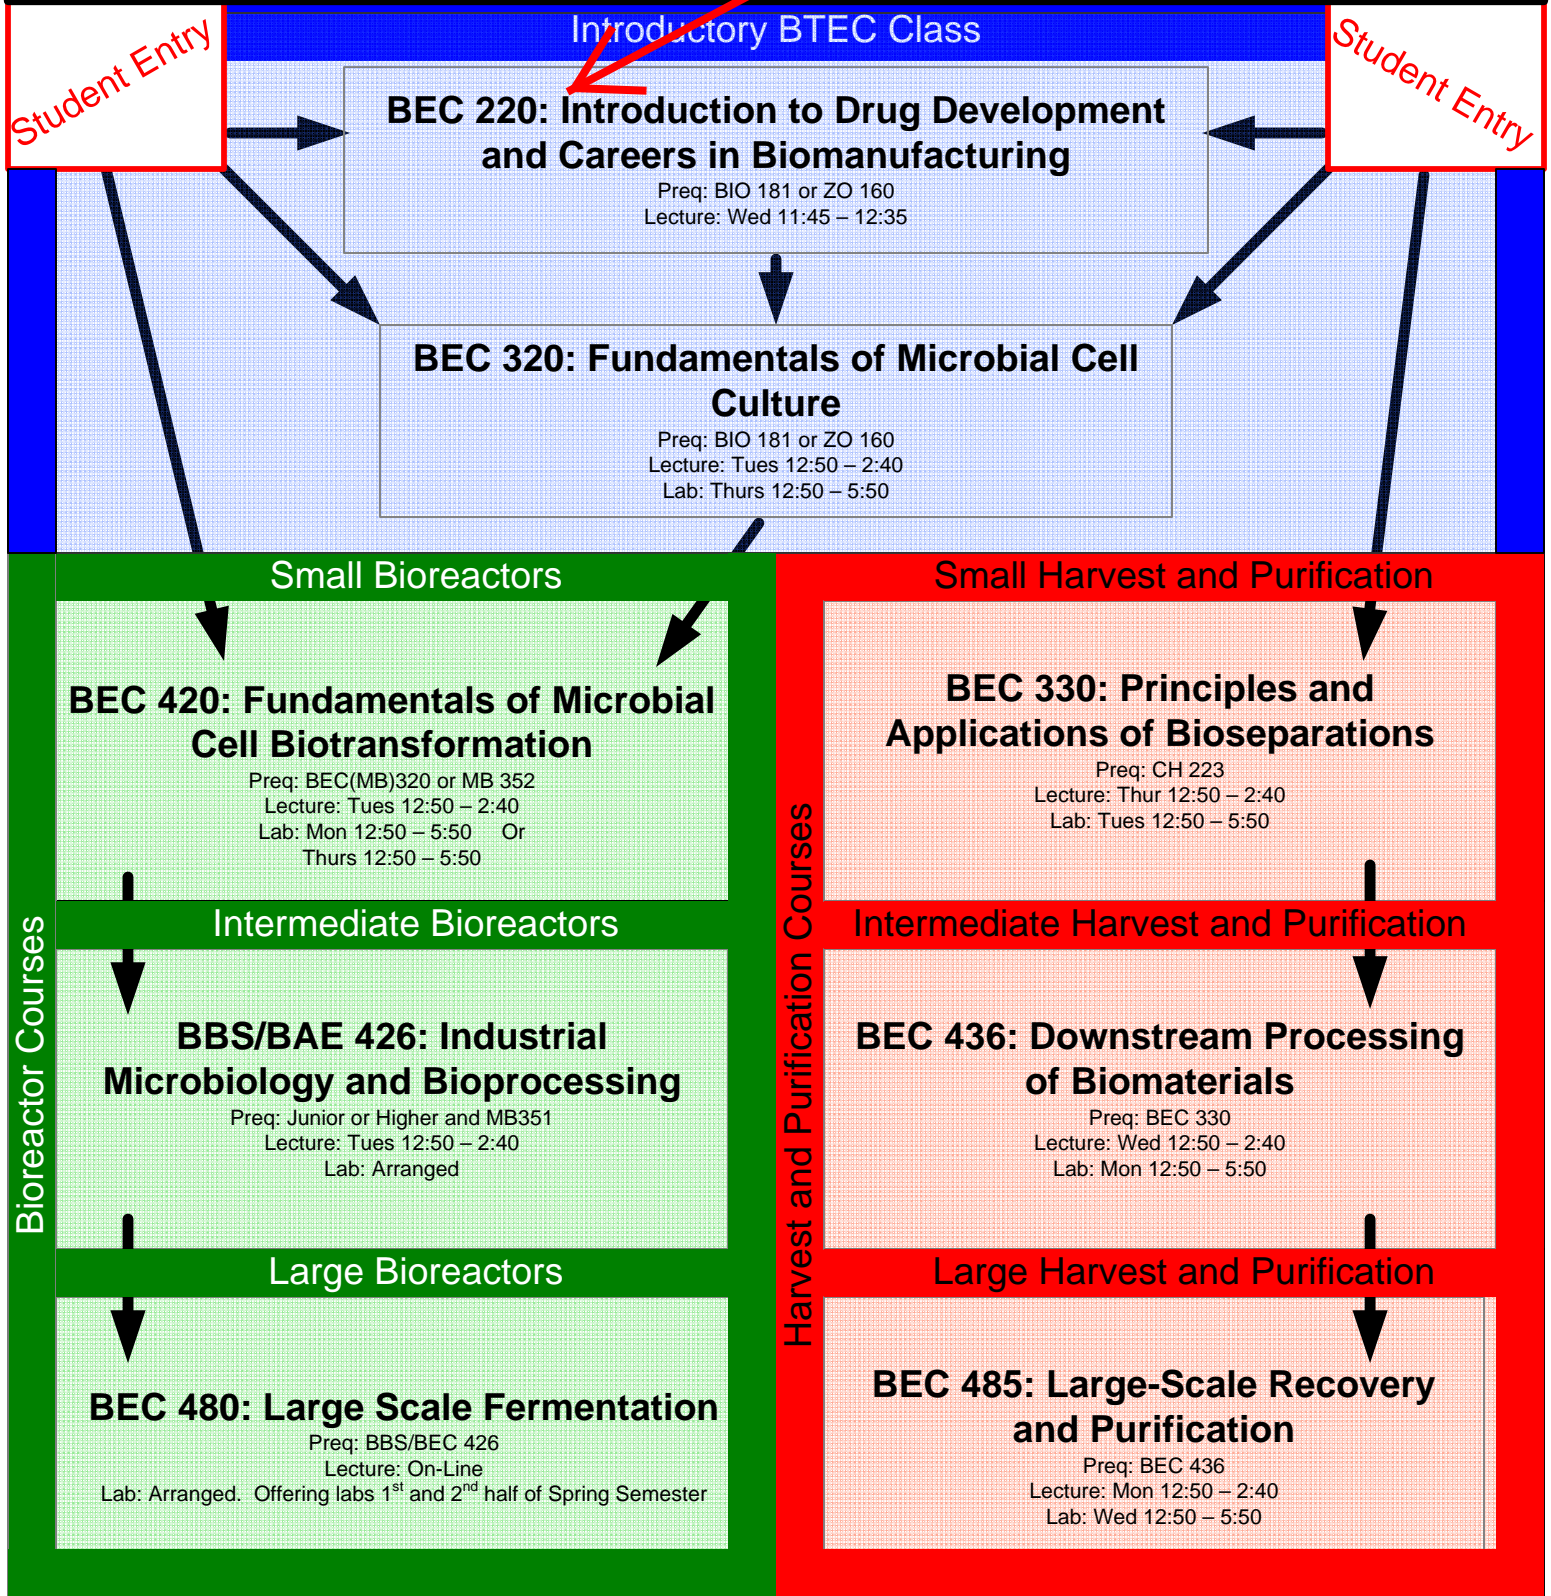 Introductory BTEC Class
Student Entry
Student Entry
BEC 220: Introduction to Drug Development
and Careers in Biomanufacturing
Preq: BIO 181 or ZO 160
Lecture: Wed 11:45 – 12:35
BEC 320: Fundamentals of Microbial Cell
Culture
Preq: BIO 181 or ZO 160
Lecture: Tues 12:50 – 2:40
Lab: Thurs 12:50 – 5:50
Bioreactor Courses
Small Bioreactors
BEC 420: Fundamentals of Microbial
Cell Biotransformation
Preq: BEC(MB)320 or MB 352
Lecture: Tues 12:50 – 2:40
Lab: Mon 12:50 – 5:50 Or
Thurs 12:50 – 5:50
Intermediate Bioreactors
BBS/BAE 426: Industrial
Microbiology and Bioprocessing
Preq: Junior or Higher and MB351
Lecture: Tues 12:50 – 2:40
Lab: Arranged
Large Bioreactors
BEC 480: Large Scale Fermentation
Preq: BBS/BEC 426
Lecture: On-Line
Lab: Arranged. Offering labs 1st and 2nd half of Spring Semester
Harvest and Purification Courses
Small Harvest and Purification
BEC 330: Principles and
Applications of Bioseparations
Preq: CH 223
Lecture: Thur 12:50 – 2:40
Lab: Tues 12:50 – 5:50
Intermediate Harvest and Purification
BEC 436: Downstream Processing
of Biomaterials
Preq: BEC 330
Lecture: Wed 12:50 – 2:40
Lab: Mon 12:50 – 5:50
Large Harvest and Purification
BEC 485: Large-Scale Recovery
and Purification
Preq: BEC 436
Lecture: Mon 12:50 – 2:40
Lab: Wed 12:50 – 5:50